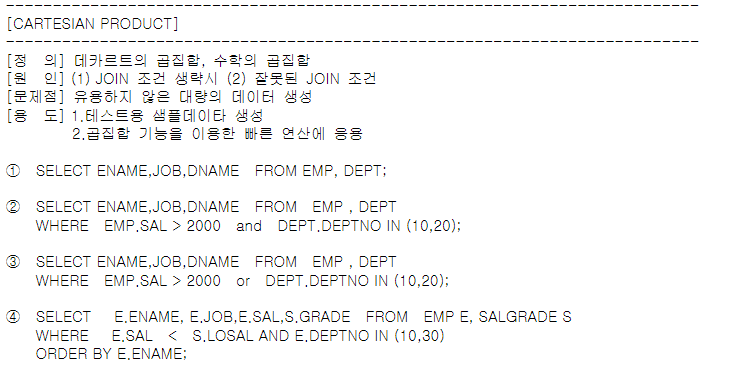 [CARTESIAN PRODUCT]
[정 의] 데카르트의 곱집합, 수학의 곱집합
[원 인] (1) JOIN 조건 생략시 (2) 잘못된 JOIN 조건
[문제점] 유용하지 않은 대량의 데이터 생성
[용 도] 1.테스트용 샘플데이타 생성
2.곱집합 기능을 이용한 빠른 연산에 응용
① SELECT ENAME,JOB,DNAME FROM EMP, DEPT;
② SELECT ENAME,JOB,DNAME FROM EMP , DEPT
WHERE EMP.SAL > 2000 and DEPT.DEPTNO IN (10,20);
③ SELECT ENAME,JOB,DNAME FROM EMP , DEPT
WHERE EMP.SAL > 2000 or DEPT.DEPTNO IN (10,20);
④ SELECT E.ENAME, E.JOB,E.SAL,S.GRADE FROM EMP E, SALGRADE S
WHERE E.SAL < S.LOSAL AND E.DEPTNO IN (10,30)
ORDER BY E.ENAME;